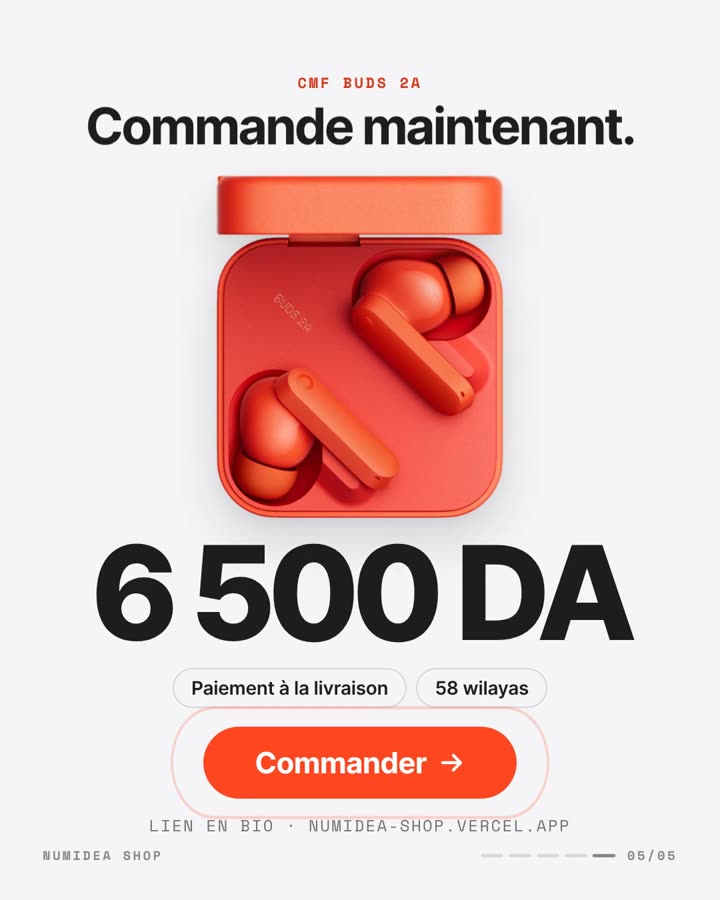 CMF BUDS 2A
Commande maintenant.
BUDS 2A
6 500 DA
Paiement à la livraison
58 wilayas
Commander →
LIEN EN BIO · NUMIDEA-SHOP.VERCEL.APP
NUMIDEA SHOP
05/05